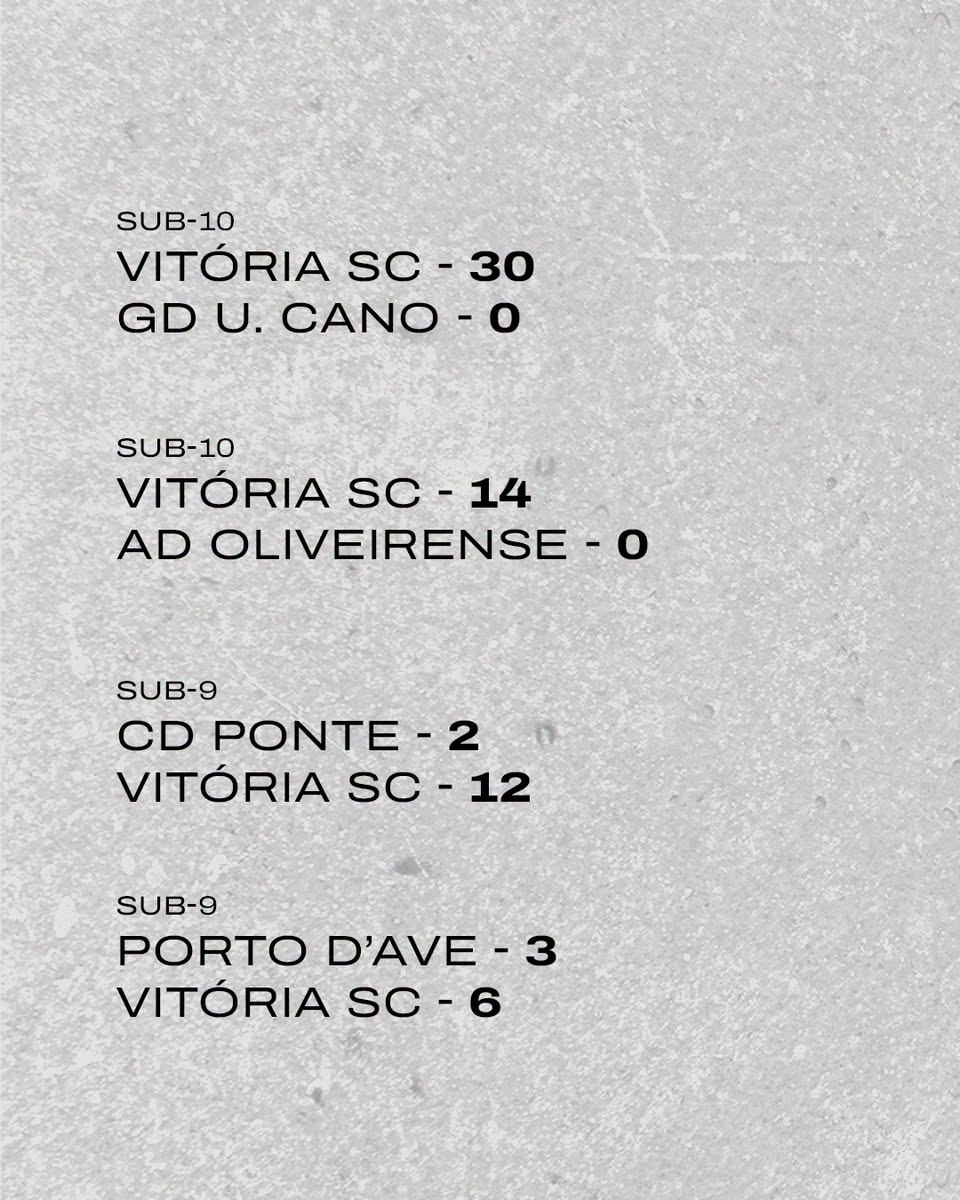 SUB-10
VITÓRIA SC - 30
GD U. CANO - 0
SUB-10
VITÓRIA SC - 14
AD OLIVEIRENSE - 0
SUB-9
CD PONTE - 2
VITÓRIA SC - 12
SUB-9
PORTO D’AVE - 3
VITÓRIA SC - 6